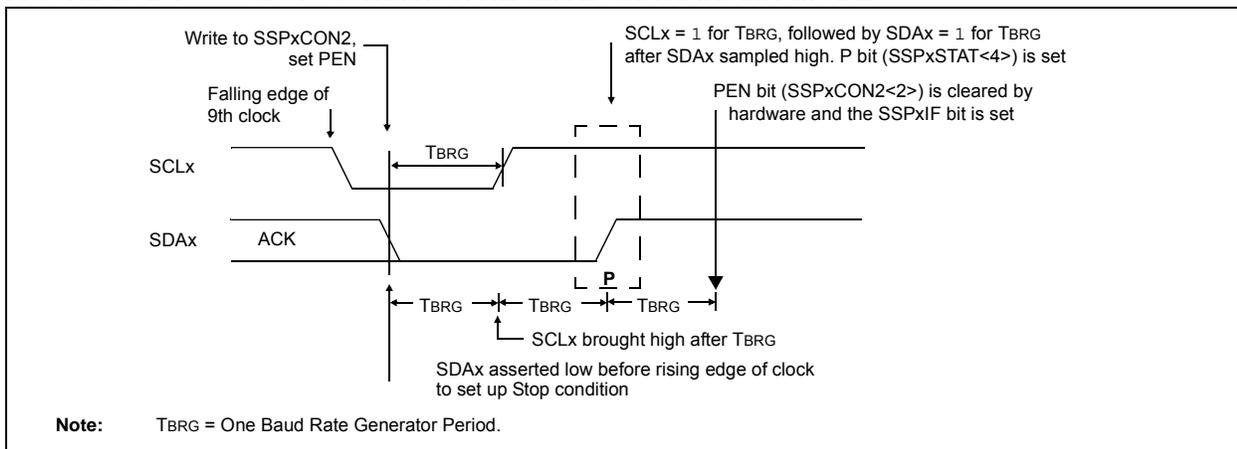 Write to SSPxCON2,
set PEN
SCLx = 1 for TBRG, followed by SDAx = 1 for TBRG
after SDAx sampled high. P bit (SSPxSTAT<4>) is set
Falling edge of
9th clock
PEN bit (SSPxCON2<2>) is cleared by
hardware and the SSPxIF bit is set
TBRG
SCLx
SDAx
ACK
P
TBRG
TBRG
TBRG
SCLx brought high after TBRG
SDAx asserted low before rising edge of clock
to set up Stop condition
Note: TBRG = One Baud Rate Generator Period.